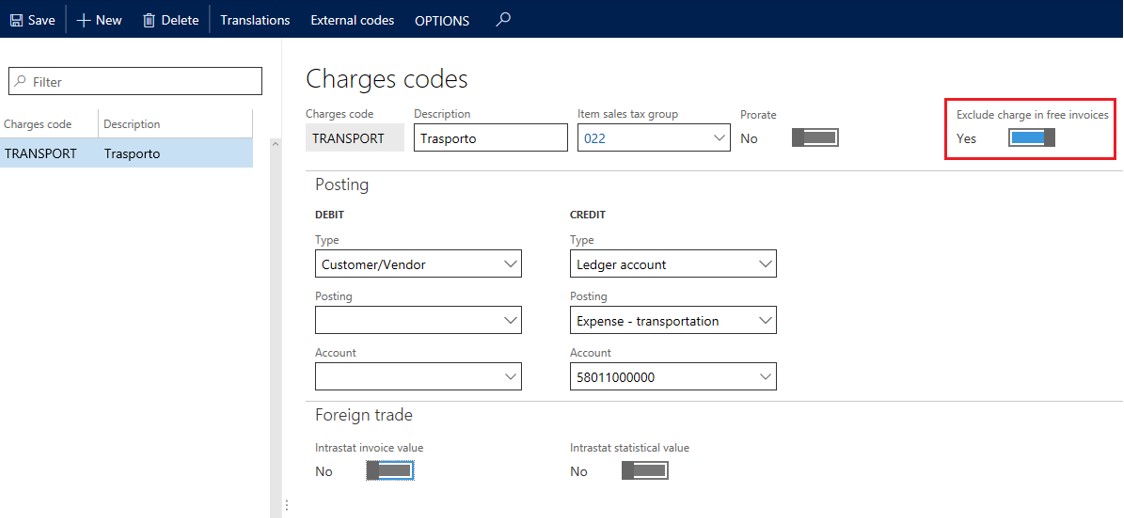 Save New Delete Translations External codes OPTIONS
Filter
Charges code Description
TRANSPORT Trasporto
Charges codes
Charges code Description Item sales tax group Prorate Exclude charge in free invoices
TRANSPORT Trasporto 022 No Yes
Posting
DEBIT CREDIT
Type Type
Customer/Vendor Ledger account
Posting Posting
Expense - transportation
Account Account
58011000000
Foreign trade
Intrastat invoice value Intrastat statistical value
No No